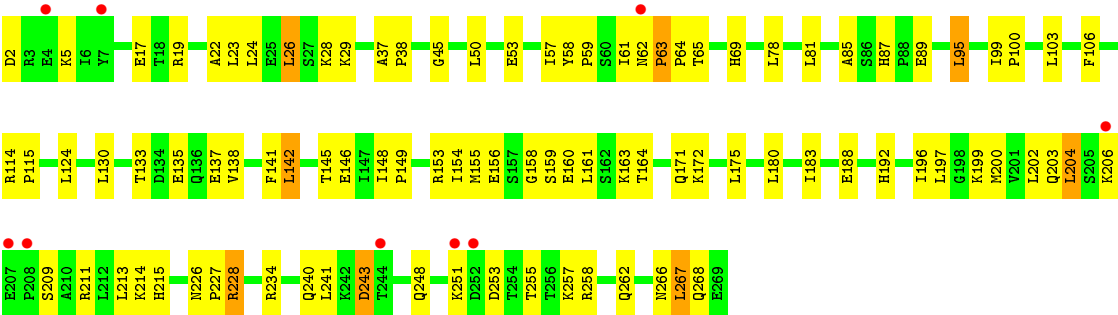 D2 R3 E4 K5 I6 Y7 E17 T18 R19 A22 L23 L24 E25 L26 S27 K28 K29 A37 P38 G45 L50 E53 I57 Y58 P59 S60 I61 N62 P63 P64 T65 H69 L78 L81 A85 S86 H87 P88 E89 L95 I99 P100 L103 F106
R114 P115 L124 L130 T133 D134 E135 Q136 E137 V138 F141 L142 T145 E146 I147 I148 P149 R153 I154 M155 E156 S157 G158 S159 E160 L161 S162 K163 T164 Q171 K172 L175 L180 I183 E188 H192 I196 L197 G198 K199 M200 V201 L202 Q203 L204 S205 K206
E207 P208 S209 A210 R211 L212 L213 K214 H215 N226 P227 R228 R234 Q240 L241 K242 D243 T244 Q248 K251 D252 D253 T254 T255 T256 K257 R258 Q262 N266 L267 Q268 E269